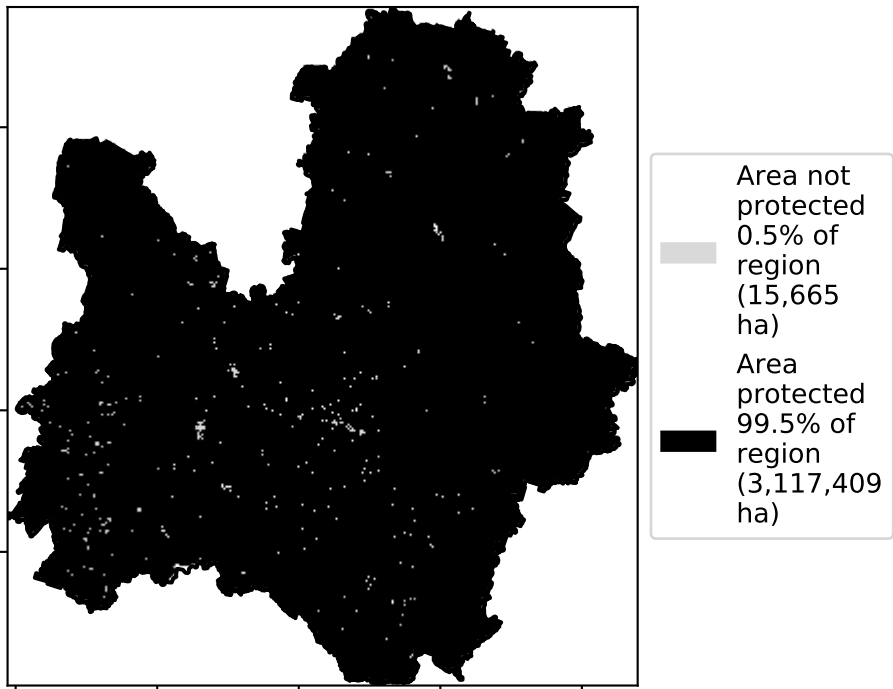 Area not
protected
0.5% of
region
(15,665
ha)
Area
protected
99.5% of
region
(3,117,409
ha)